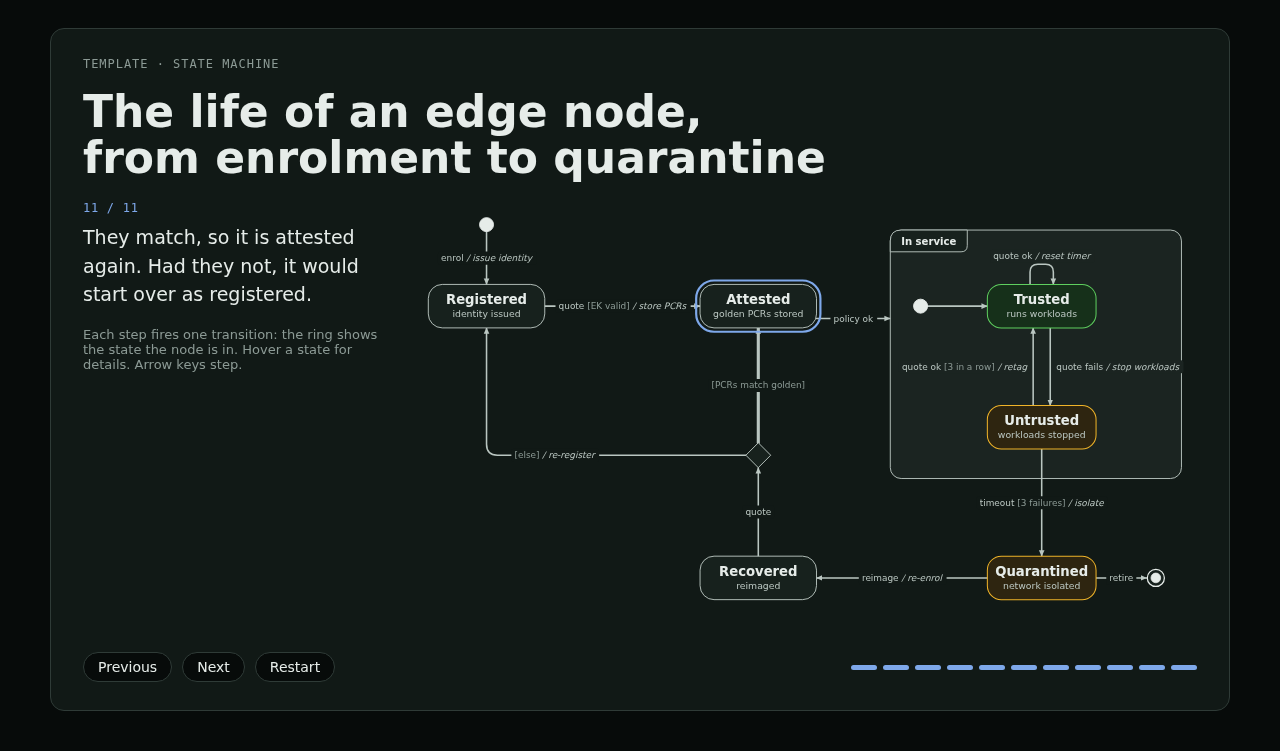 TEMPLATE · STATE MACHINE
The life of an edge node,
from enrolment to quarantine
11 / 11
They match, so it is attested
again. Had they not, it would
start over as registered.
Each step fires one transition: the ring shows
the state the node is in. Hover a state for
details. Arrow keys step.
enrol / issue identity
Registered
identity issued
quote [EK valid] / store PCRs
Attested
golden PCRs stored
policy ok
In service
quote ok / reset timer
Trusted
runs workloads
quote ok [3 in a row] / retag
quote fails / stop workloads
Untrusted
workloads stopped
[PCRs match golden]
[else] / re-register
quote
timeout [3 failures] / isolate
Recovered
reimaged
reimage / re-enrol
Quarantined
network isolated
retire
Previous
Next
Restart